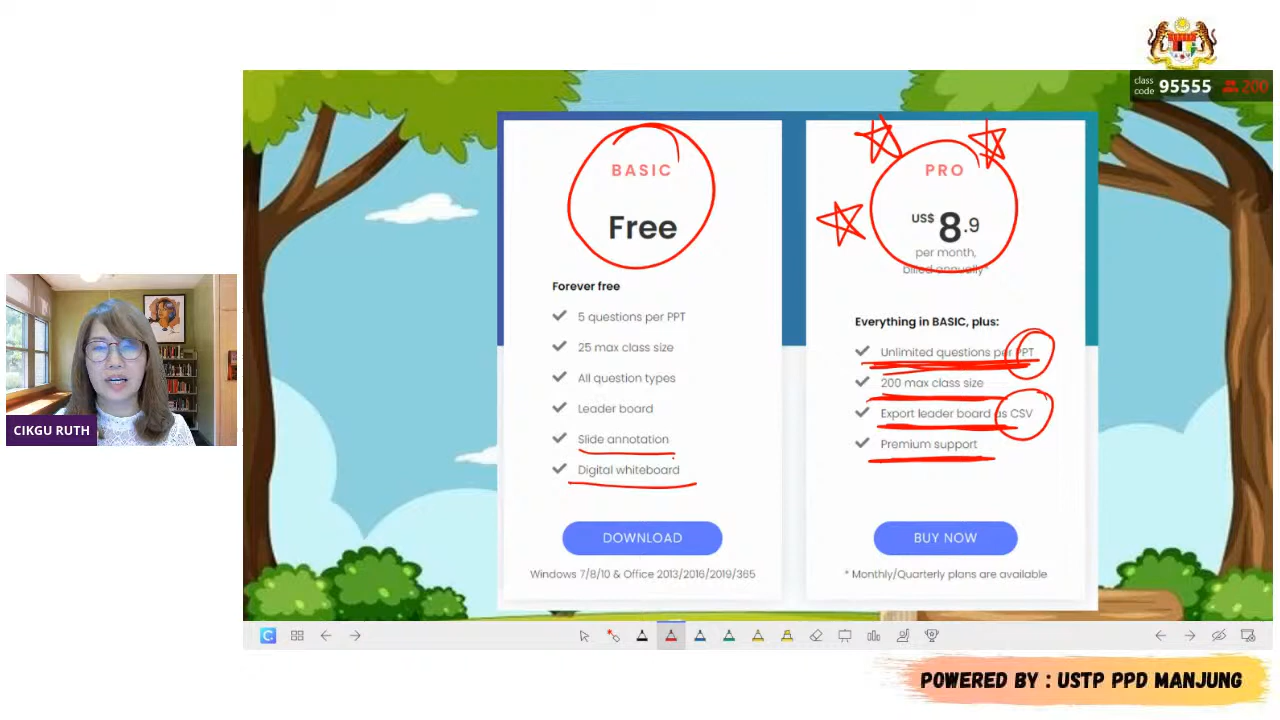 class
code 95555 200
BASIC
Free
Forever free
5 questions per PPT
25 max class size
All question types
Leader board
Slide annotation
Digital whiteboard
DOWNLOAD
Windows 7/8/10 & Office 2013/2016/2019/365
PRO
US$ 8.9
per month,
billed annually*
Everything in BASIC, plus:
Unlimited questions per PPT
200 max class size
Export leader board as CSV
Premium support
BUY NOW
* Monthly/Quarterly plans are available
CIKGU RUTH
POWERED BY : USTP PPD MANJUNG